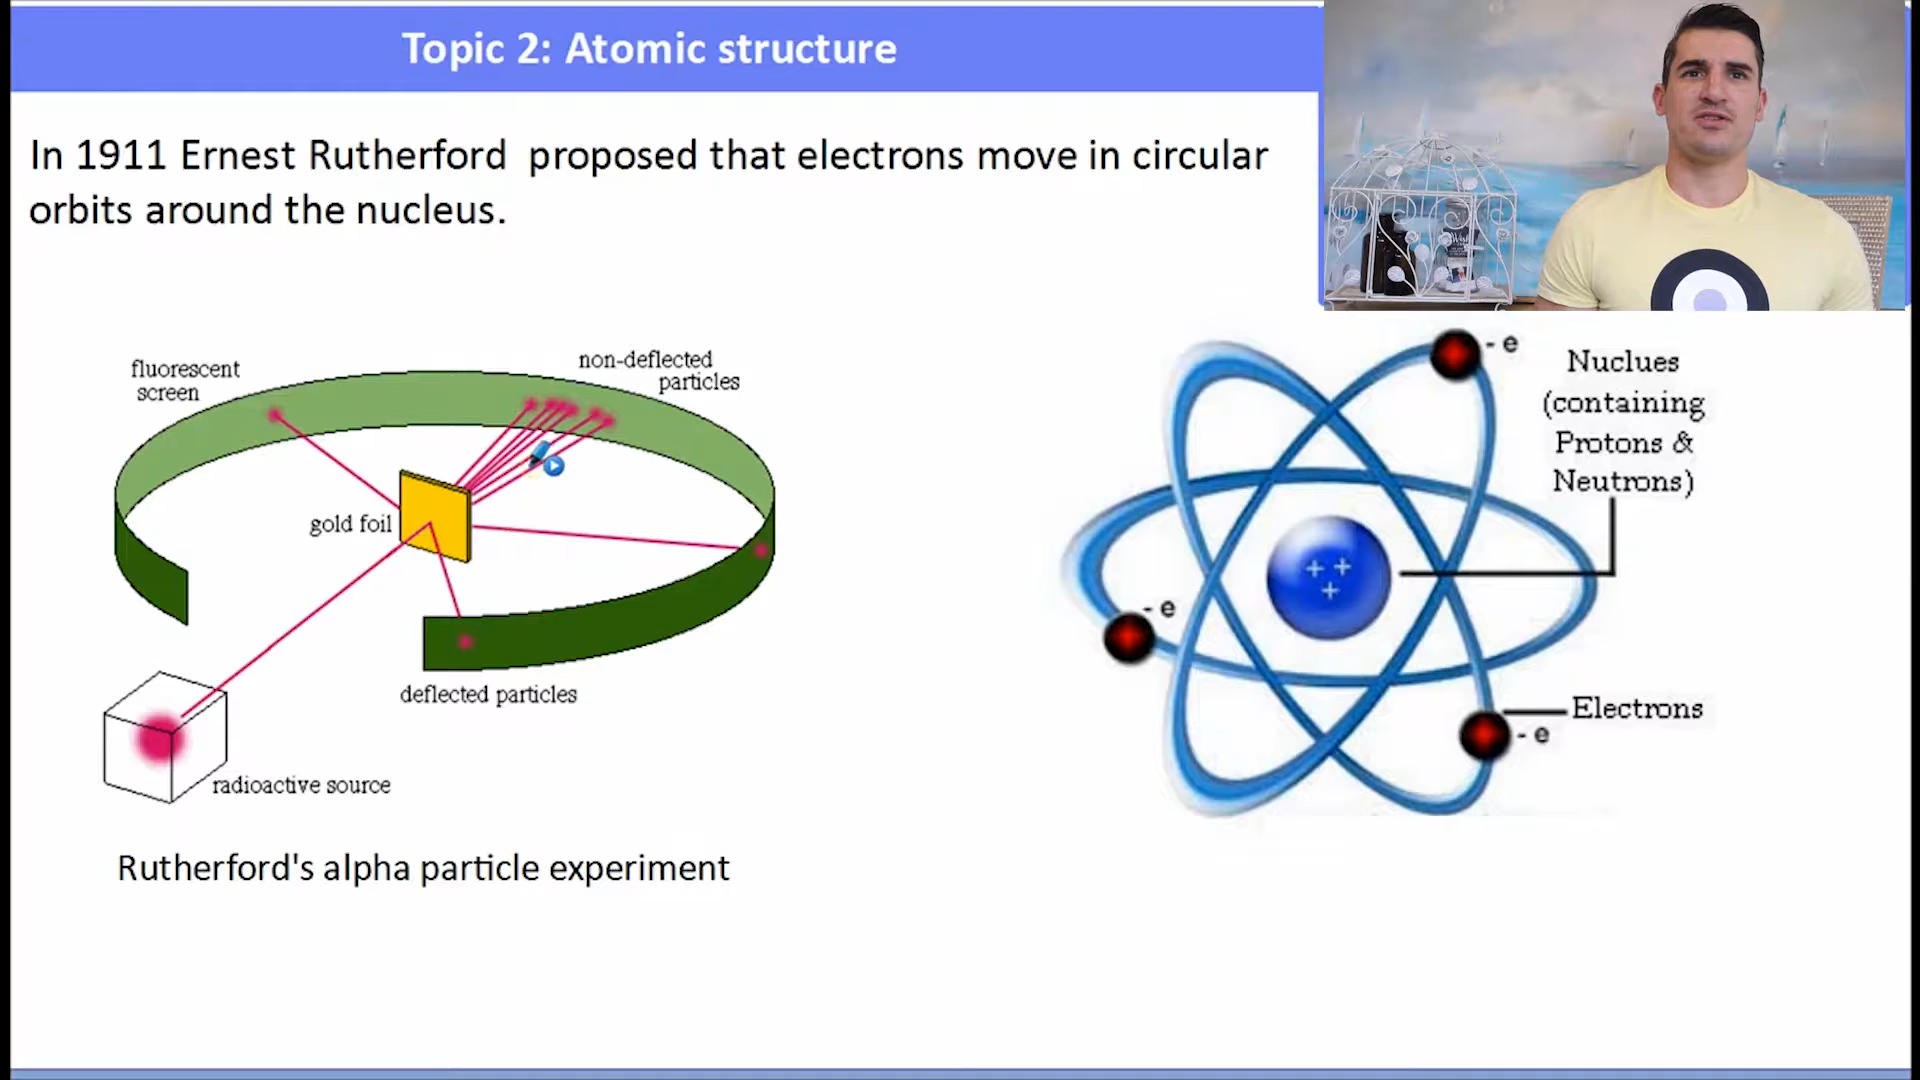 Topic 2: Atomic structure
In 1911 Ernest Rutherford proposed that electrons move in circular
orbits around the nucleus.
fluorescent
screen
non-deflected
particles
gold foil
deflected particles
radioactive source
Rutherford's alpha particle experiment
- e
Nuclues
(containing
Protons &
Neutrons)
+ +
+
- e
Electrons
- e